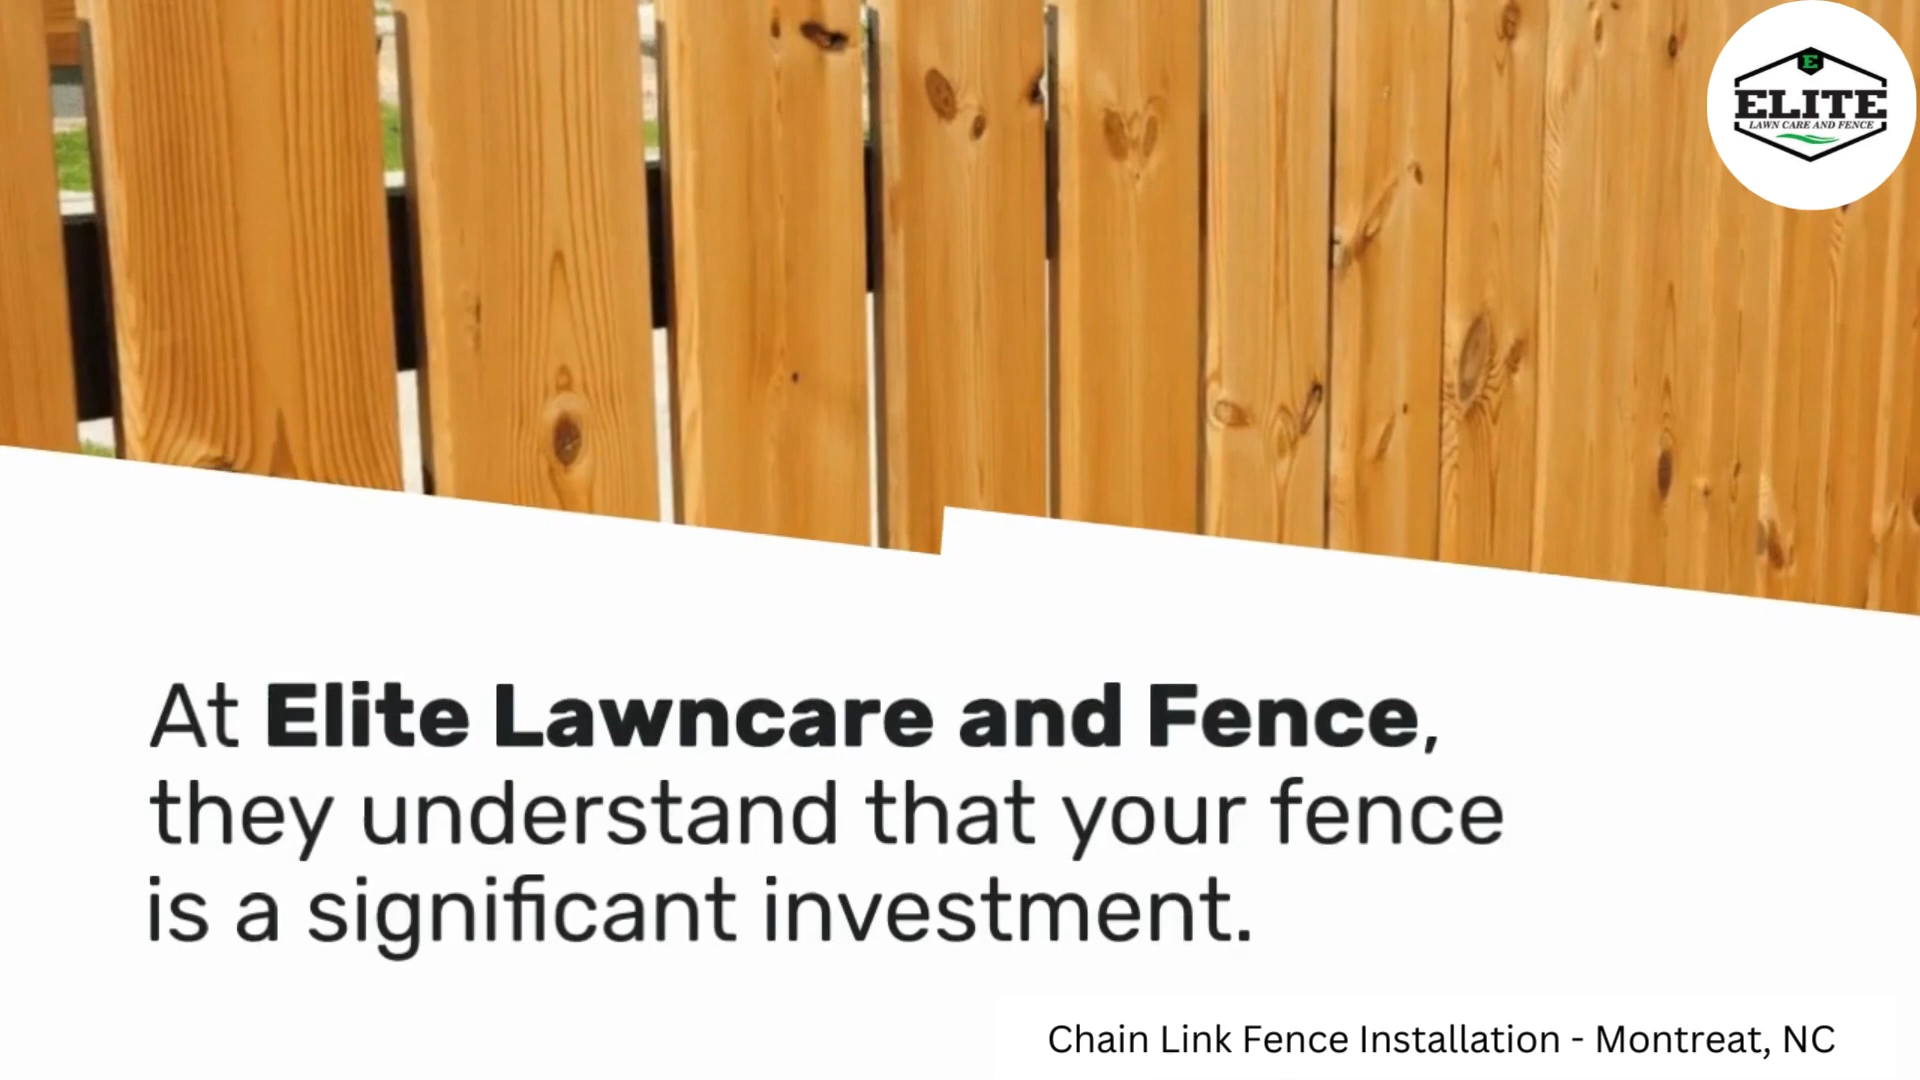 E
ELITE
LAWN CARE AND FENCE
At Elite Lawncare and Fence,
they understand that your fence
is a significant investment.
Chain Link Fence Installation - Montreat, NC